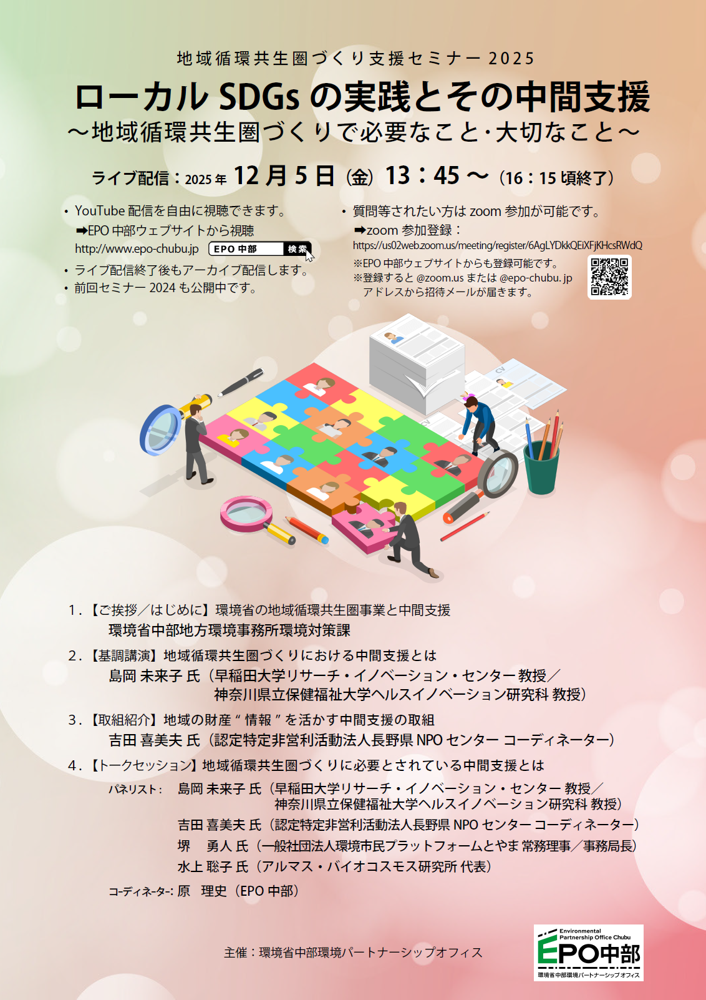 地域循環共生圏づくり支援セミナー 2025
ローカル SDGs の実践とその中間支援
～地域循環共生圏づくりで必要なこと・大切なこと～
ライブ配信：2025 年 12 月 5 日（金）13：45 ～（16：15 頃終了）
• YouTube 配信を自由に視聴できます。
➡EPO 中部ウェブサイトから視聴
http://www.epo-chubu.jp EPO 中部 検索
• ライブ配信終了後もアーカイブ配信します。
• 前回セミナー 2024 も公開中です。
• 質問等されたい方は zoom 参加が可能です。
➡zoom 参加登録：
https://us02web.zoom.us/meeting/register/6AgLYDkkQEiXFjKHcsRWdQ
※EPO 中部ウェブサイトからも登録可能です。
※登録すると @zoom.us または @epo-chubu. jp
アドレスから招待メールが届きます。
CV
CV
1．【ご挨拶／はじめに】環境省の地域循環共生圏事業と中間支援
環境省中部地方環境事務所環境対策課
2．【基調講演】地域循環共生圏づくりにおける中間支援とは
島岡 未来子 氏（早稲田大学リサーチ・イノベーション・センター 教授／
神奈川県立保健福祉大学ヘルスイノベーション研究科 教授）
3．【取組紹介】地域の財産 “ 情報 ” を活かす中間支援の取組
吉田 喜美夫 氏（認定特定非営利活動法人長野県 NPO センター コーディネーター）
4．【トークセッション】地域循環共生圏づくりに必要とされている中間支援とは
パネリスト： 島岡 未来子 氏（早稲田大学リサーチ・イノベーション・センター 教授／
神奈川県立保健福祉大学ヘルスイノベーション研究科 教授）
吉田 喜美夫 氏（認定特定非営利活動法人長野県 NPO センター コーディネーター）
堺 勇人 氏（一般社団法人環境市民プラットフォームとやま 常務理事／事務局長）
水上 聡子 氏（アルマス・バイオコスモス研究所 代表）
コーディネーター： 原 理史（EPO 中部）
主催：環境省中部環境パートナーシップオフィス
Environmental
Partnership Office Chubu
EPO中部
環境省中部環境パートナーシップオフィス